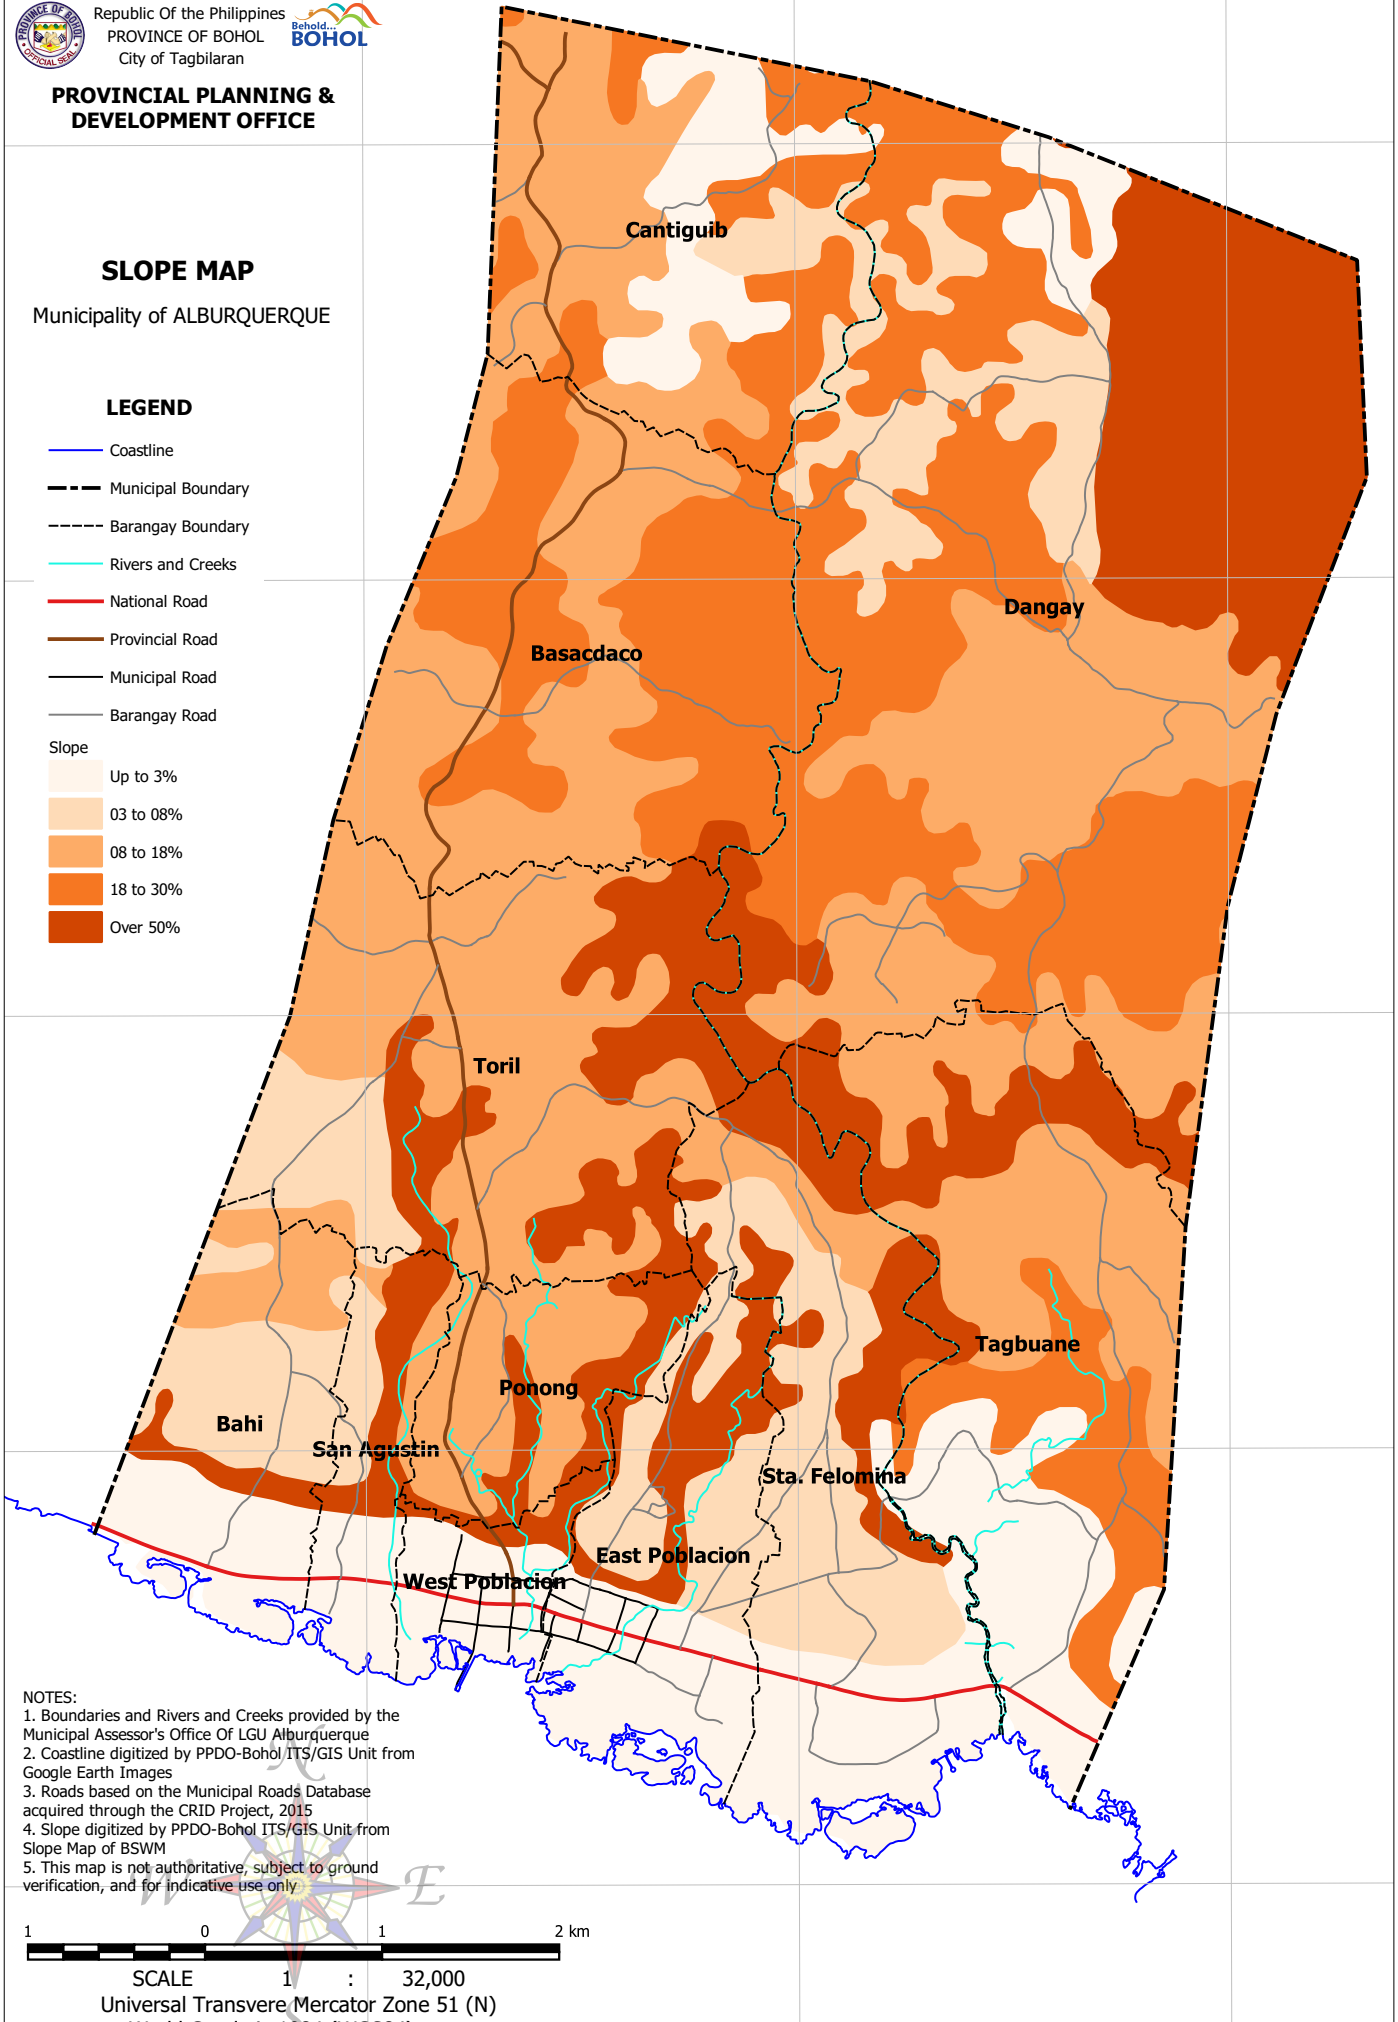 Republic Of the Philippines
PROVINCE OF BOHOL
City of Tagbilaran
PROVINCE OF BOHOL
OFFICIAL SEAL
Behold...
BOHOL
PROVINCIAL PLANNING &
DEVELOPMENT OFFICE
SLOPE MAP
Municipality of ALBURQUERQUE
LEGEND
Coastline
Municipal Boundary
Barangay Boundary
Rivers and Creeks
National Road
Provincial Road
Municipal Road
Barangay Road
Slope
Up to 3%
03 to 08%
08 to 18%
18 to 30%
Over 50%
Cantiguib
Dangay
Basacdaco
Toril
Tagbuane
Ponong
Bahi
San Agustin
Sta. Felomina
East Poblacion
West Poblacion
NOTES:
1. Boundaries and Rivers and Creeks provided by the
Municipal Assessor's Office Of LGU Alburquerque
2. Coastline digitized by PPDO-Bohol ITS/GIS Unit from
Google Earth Images
3. Roads based on the Municipal Roads Database
acquired through the CRID Project, 2015
4. Slope digitized by PPDO-Bohol ITS/GIS Unit from
Slope Map of BSWM
5. This map is not authoritative, subject to ground
verification, and for indicative use only
N
W
E
S
1 0 1 2 km
SCALE 1 : 32,000
Universal Transvere Mercator Zone 51 (N)